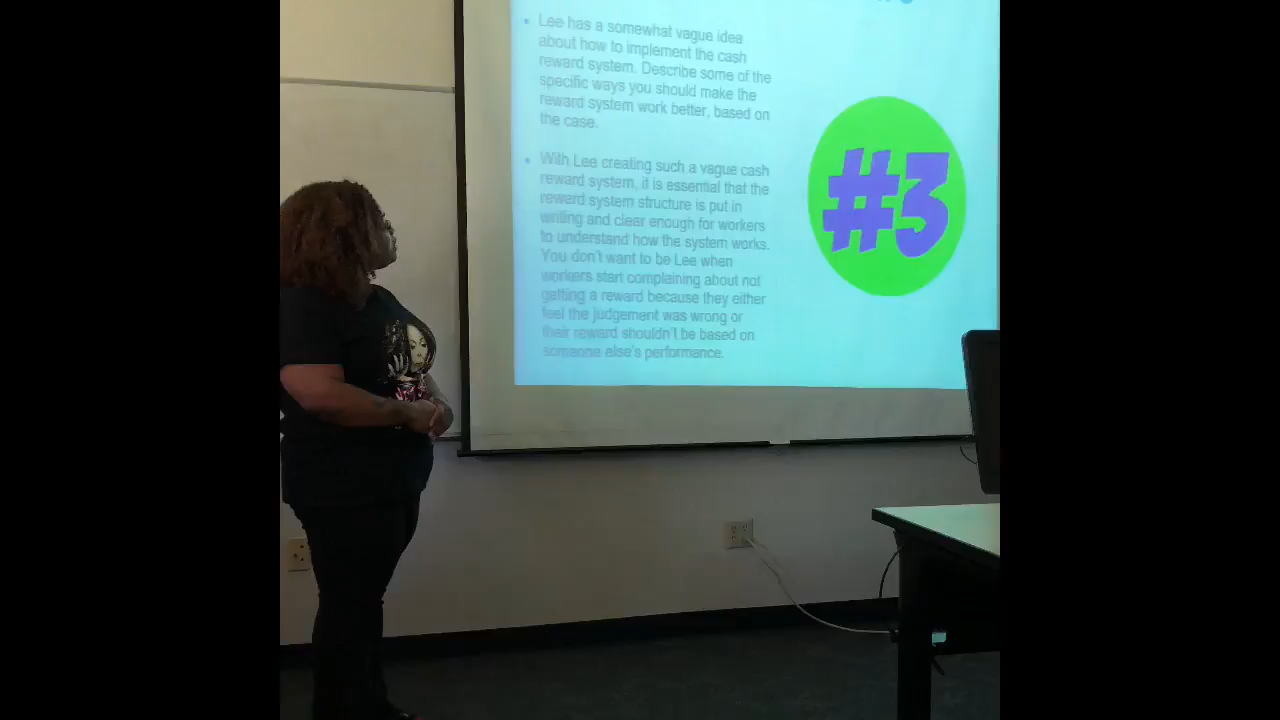 • Lee has a somewhat vague idea
about how to implement the cash
reward system. Describe some of the
specific ways you should make the
reward system work better, based on
the case.
• With Lee creating such a vague cash
reward system, it is essential that the
reward system structure is put in
writing and clear enough for workers
to understand how the system works.
You don't want to be Lee when
workers start complaining about not
getting a reward because they either
feel the judgement was wrong or
their reward shouldn't be based on
someone else's performance.
#3